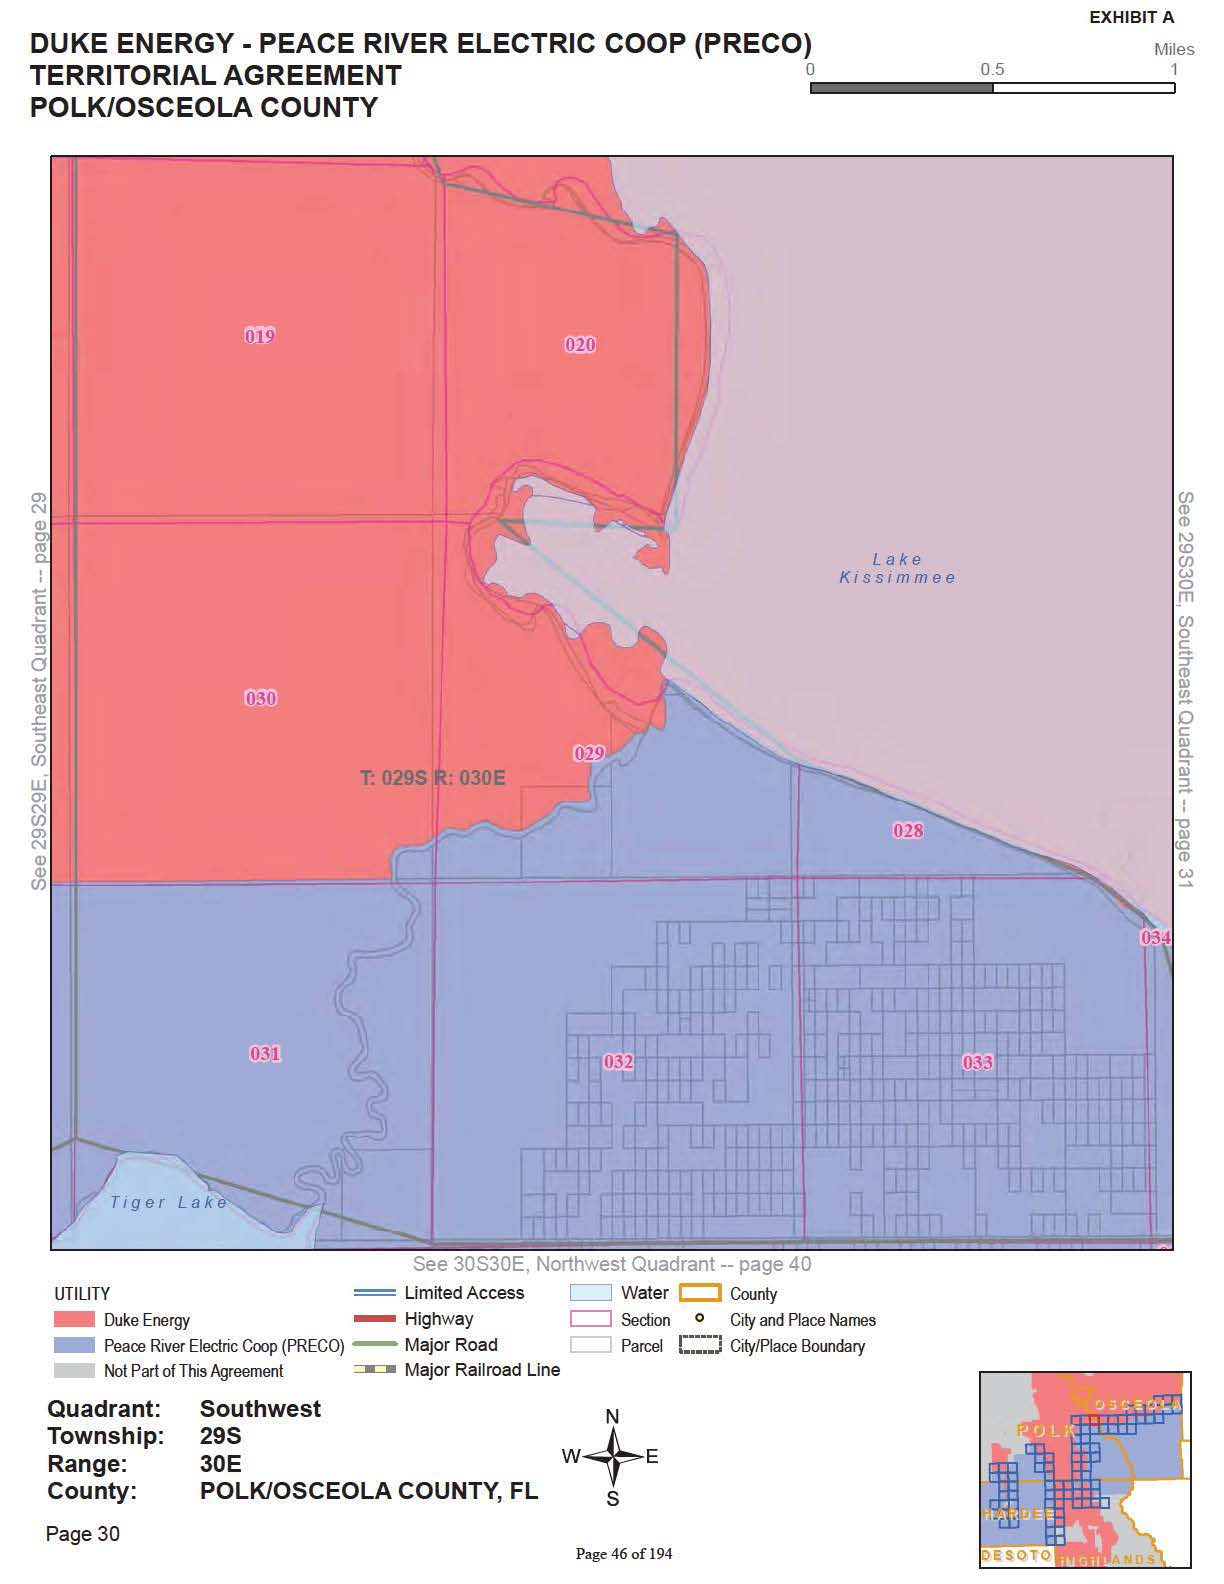 EXHIBIT A
DUKE ENERGY - PEACE RIVER ELECTRIC COOP (PRECO)
TERRITORIAL AGREEMENT
POLK/OSCEOLA COUNTY
Miles
0 0.5 1
019
020
See 29S29E, Southeast Quadrant -- page 29
See 29S30E, Southeast Quadrant -- page 31
Lake
Kissimmee
030
029
T: 029S R: 030E
028
034
031
032
033
Tiger Lake
See 30S30E, Northwest Quadrant -- page 40
UTILITY
Duke Energy
Peace River Electric Coop (PRECO)
Not Part of This Agreement
Limited Access
Highway
Major Road
Major Railroad Line
Water
Section
Parcel
County
City and Place Names
City/Place Boundary
Quadrant: Southwest
Township: 29S
Range: 30E
County: POLK/OSCEOLA COUNTY, FL
Page 30
N
W E
S
Page 46 of 194
OSCEOLA
POLK
HARDEE
DESOTO
HIGHLANDS